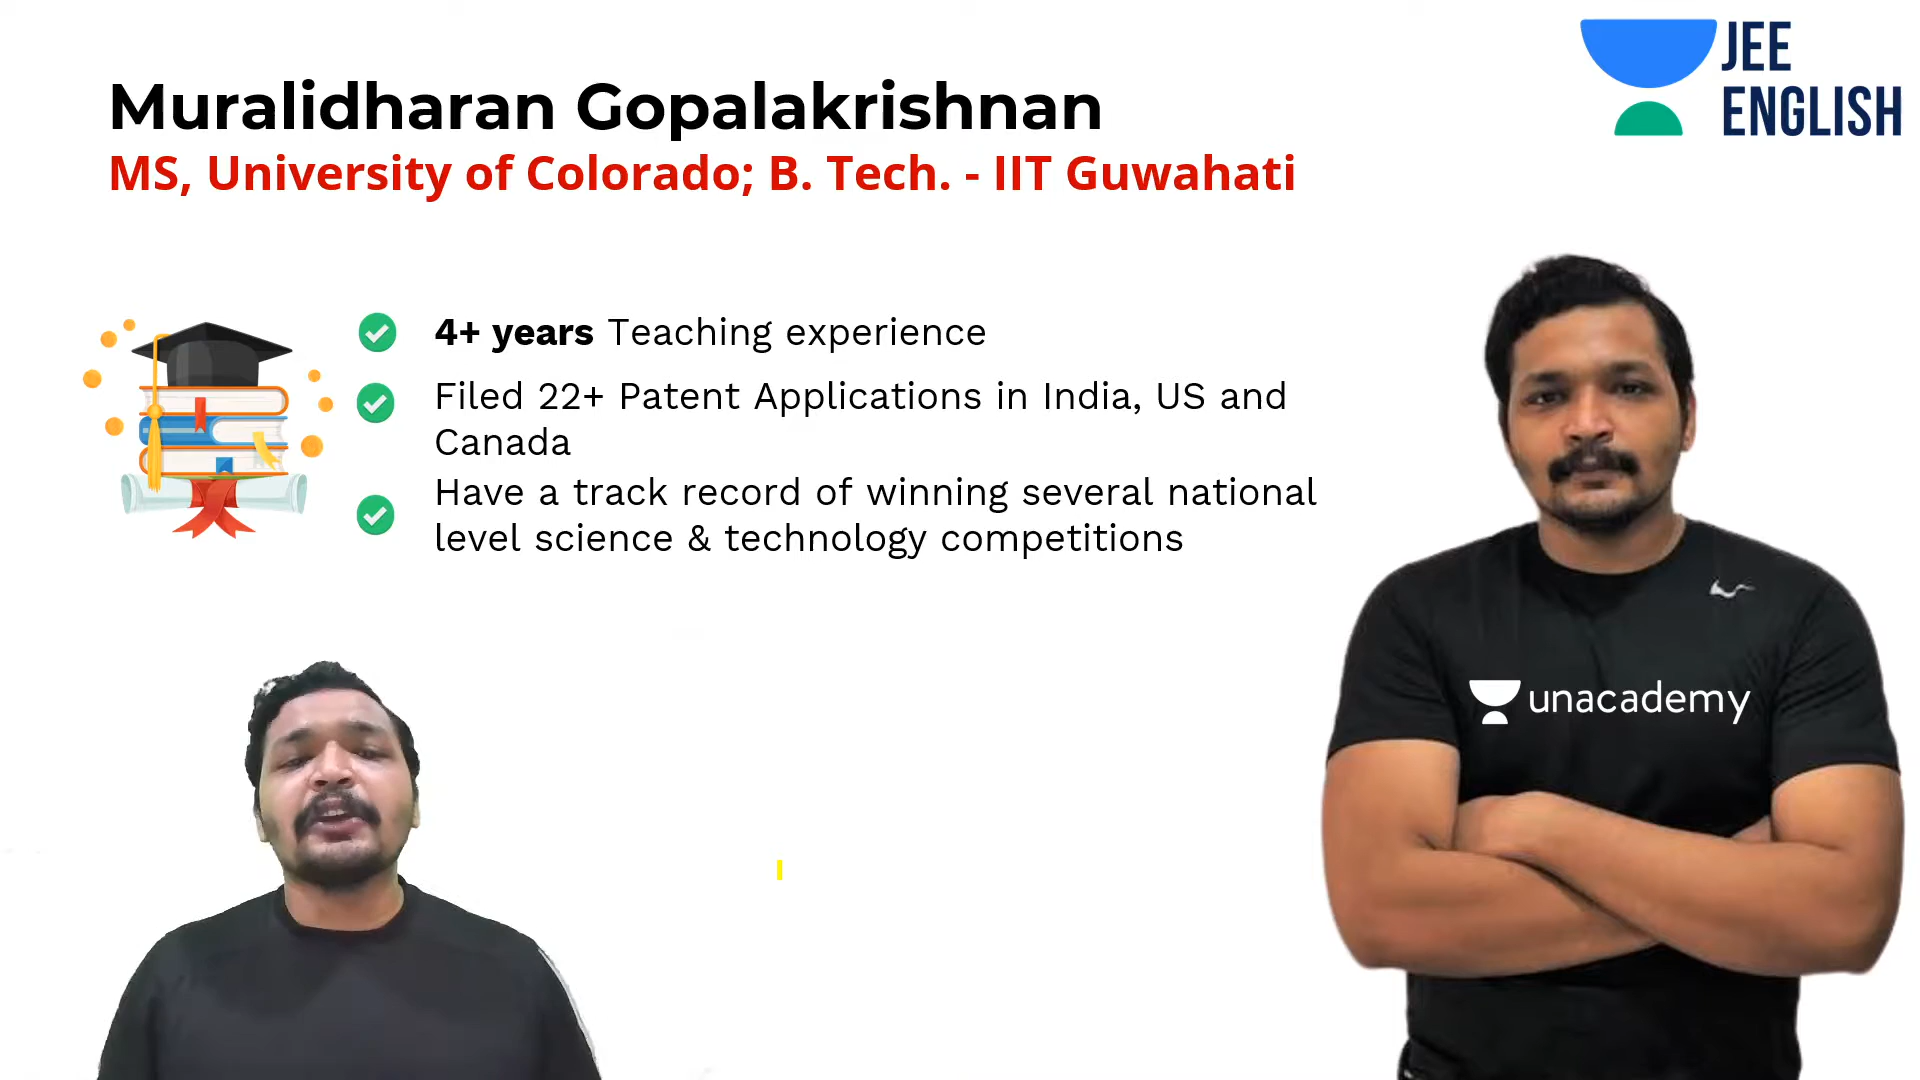 JEE
ENGLISH
Muralidharan Gopalakrishnan
MS, University of Colorado; B. Tech. - IIT Guwahati
4+ years Teaching experience
Filed 22+ Patent Applications in India, US and
Canada
Have a track record of winning several national
level science & technology competitions
unacademy